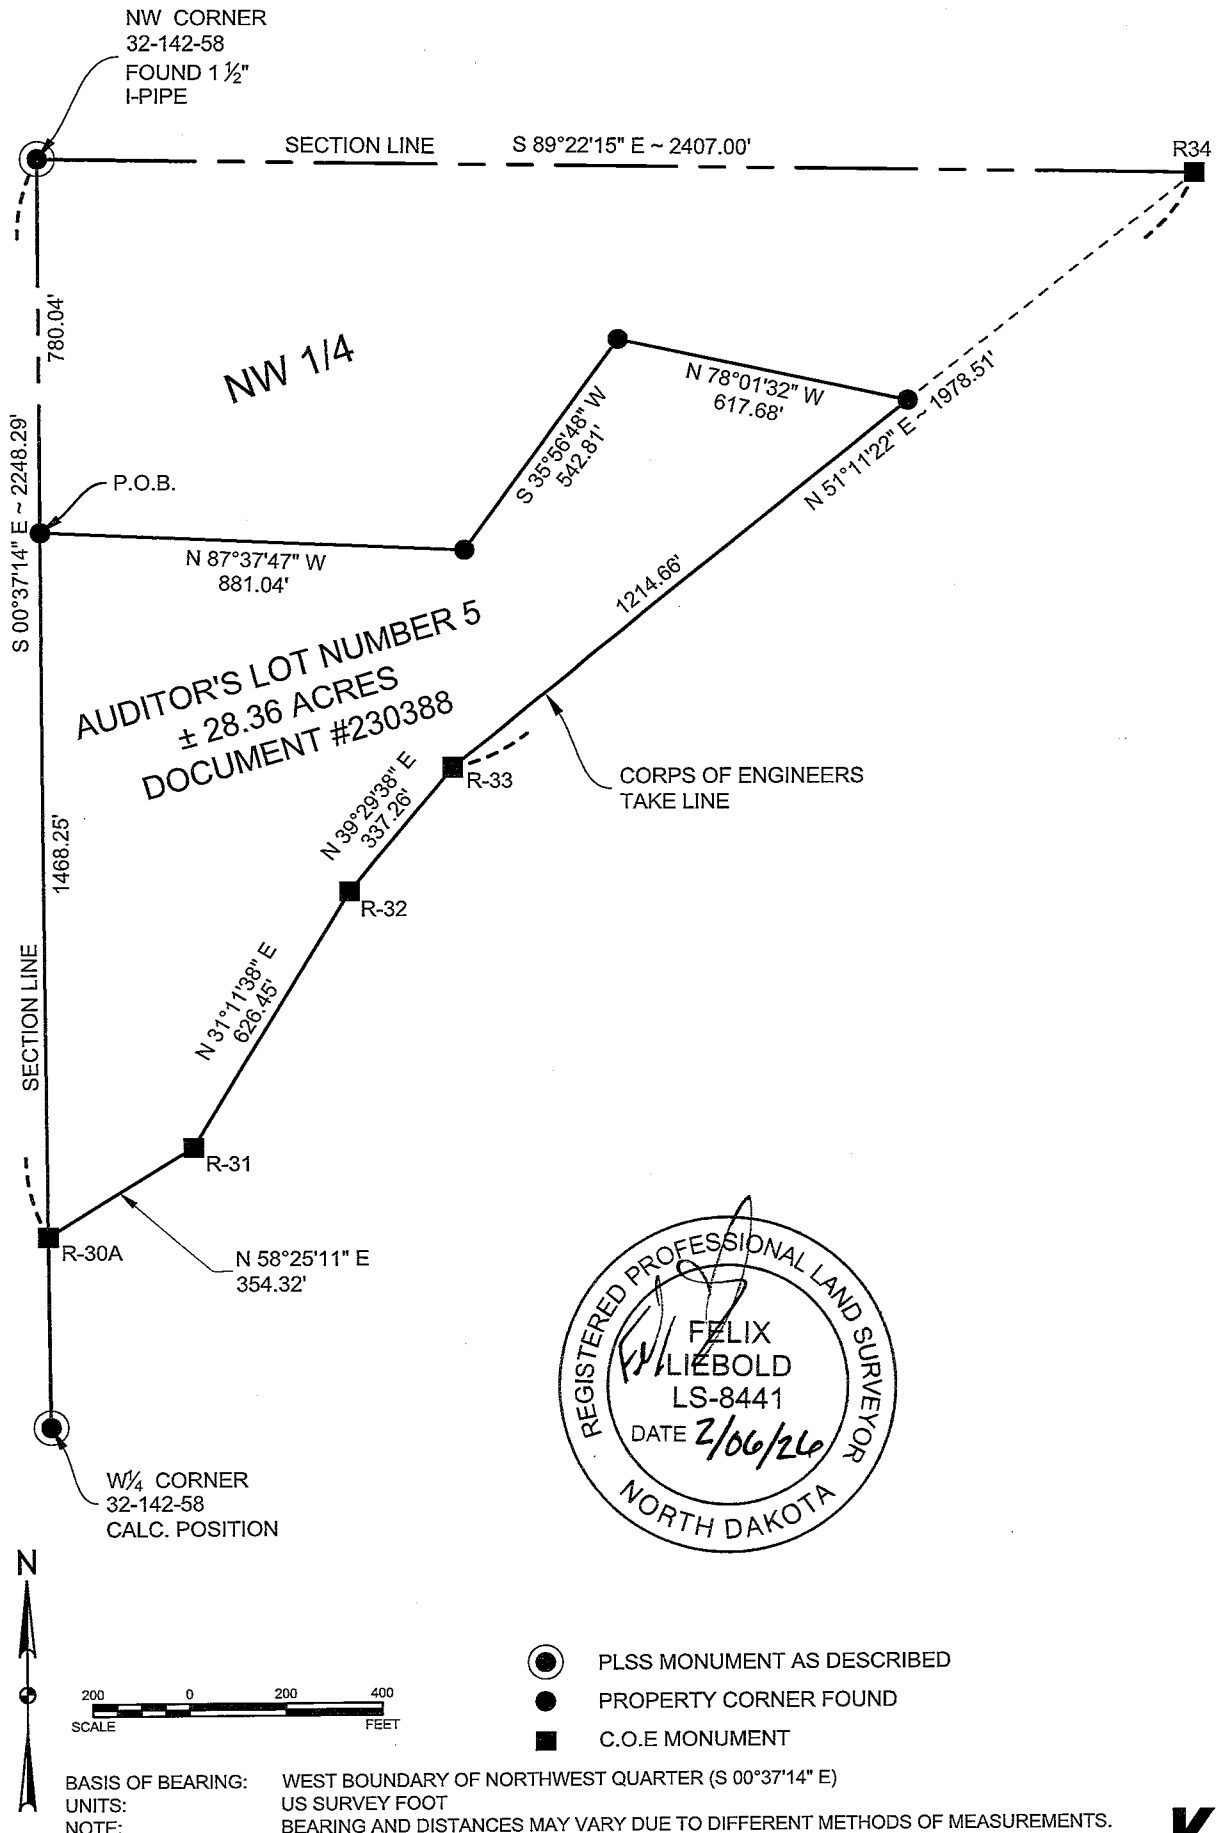 NW CORNER
32-142-58
FOUND 1 ½"
I-PIPE
SECTION LINE
S 89°22'15" E ~ 2407.00'
R34
780.04'
NW 1/4
N 78°01'32" W
617.68'
S 35°56'48" W
542.81'
N 51°11'22" E ~ 1978.51'
S 00°37'14" E ~ 2248.29'
P.O.B.
N 87°37'47" W
881.04'
1214.66'
AUDITOR'S LOT NUMBER 5
± 28.36 ACRES
DOCUMENT #230388
CORPS OF ENGINEERS
TAKE LINE
R-33
N 39°29'38" E
337.26'
R-32
1468.25'
SECTION LINE
N 31°11'38" E
626.45'
R-31
R-30A
N 58°25'11" E
354.32'
REGISTERED PROFESSIONAL LAND SURVEYOR
FELIX
LIEBOLD
LS-8441
DATE 2/06/26
NORTH DAKOTA
W¼ CORNER
32-142-58
CALC. POSITION
N
200 0 200 400
SCALE FEET
PLSS MONUMENT AS DESCRIBED
PROPERTY CORNER FOUND
C.O.E MONUMENT
BASIS OF BEARING: WEST BOUNDARY OF NORTHWEST QUARTER (S 00°37'14" E)
UNITS: US SURVEY FOOT
NOTE: BEARING AND DISTANCES MAY VARY DUE TO DIFFERENT METHODS OF MEASUREMENTS.